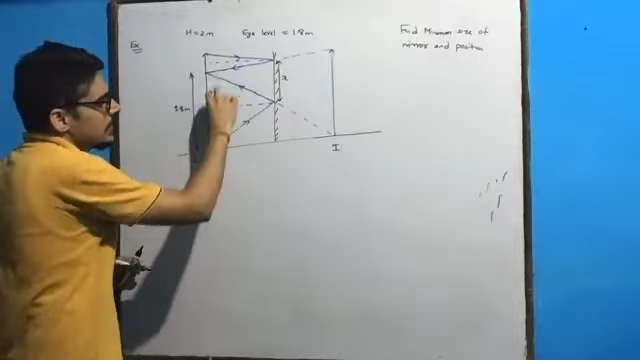 Ex
H = 2m Eye level = 1.8m
Find Minimum size of
mirror and position
x
1.8m
I